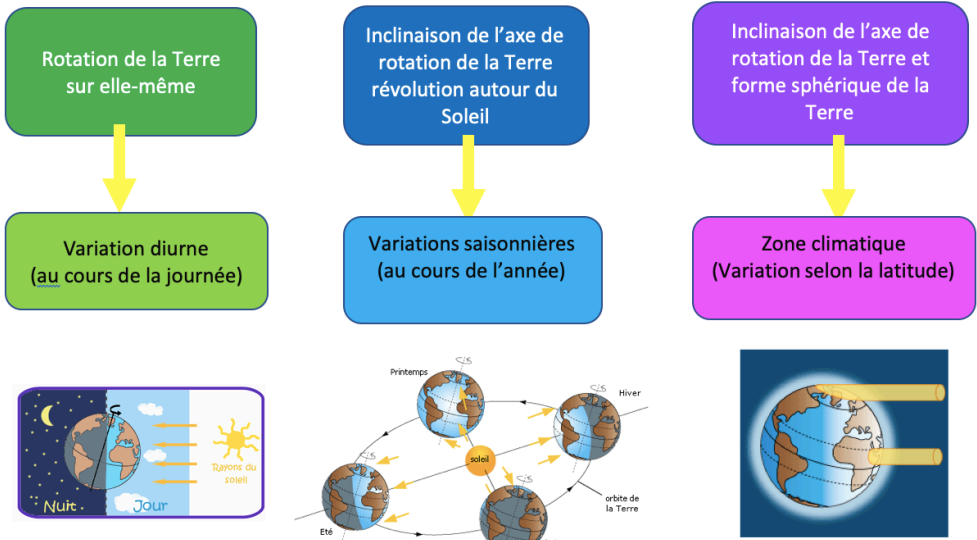 Rotation de la Terre
sur elle-même
Inclinaison de l’axe de
rotation de la Terre
révolution autour du
Soleil
Inclinaison de l’axe de
rotation de la Terre et
forme sphérique de la
Terre
Variation diurne
(au cours de la journée)
Variations saisonnières
(au cours de l’année)
Zone climatique
(Variation selon la latitude)
Rayons du
soleil
Nuit
Jour
Printemps
Hiver
soleil
orbite de
la Terre
Eté